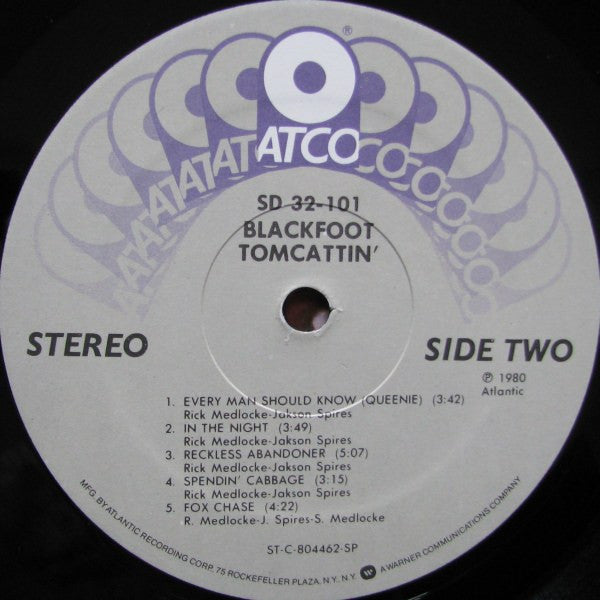 ATCO
®
SD 32-101
BLACKFOOT
TOMCATTIN'
STEREO
SIDE TWO
℗ 1980
Atlantic
1. EVERY MAN SHOULD KNOW (QUEENIE) (3:42)
Rick Medlocke-Jakson Spires
2. IN THE NIGHT (3:49)
Rick Medlocke-Jakson Spires
3. RECKLESS ABANDONER (5:07)
Rick Medlocke-Jakson Spires
4. SPENDIN' CABBAGE (3:15)
Rick Medlocke-Jakson Spires
5. FOX CHASE (4:22)
R. Medlocke-J. Spires-S. Medlocke
ST-C-804462-SP
MFG. BY ATLANTIC RECORDING CORP. 75 ROCKEFELLER PLAZA, N.Y. N.Y. A WARNER COMMUNICATIONS COMPANY